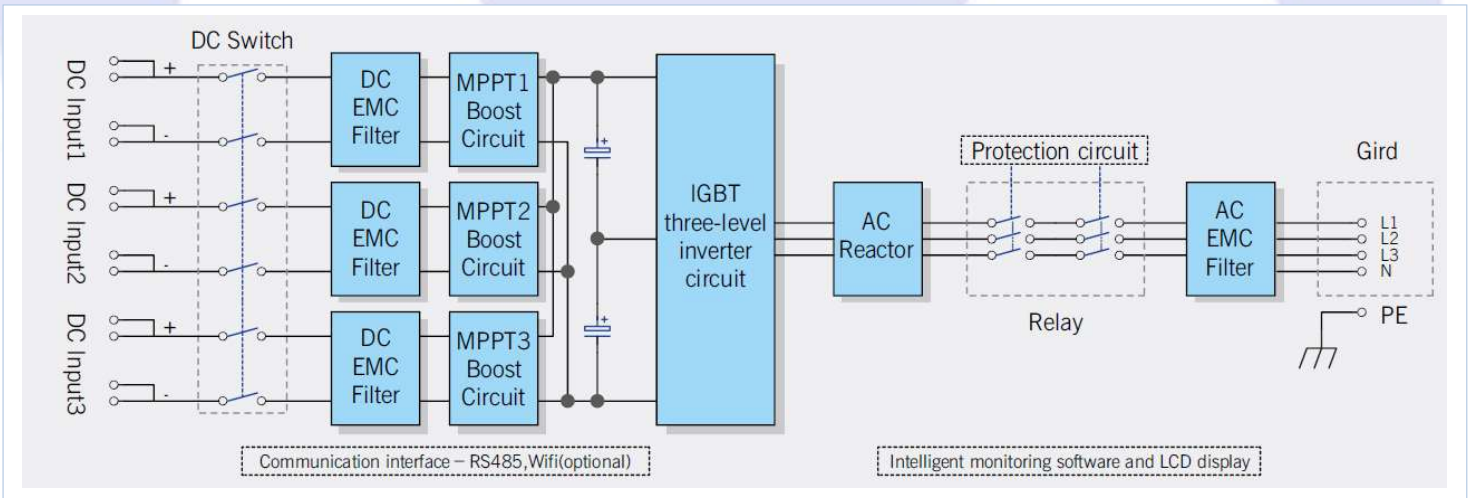 DC Switch
DC Input1
+
-
DC Input2
+
-
DC Input3
+
-
DC
EMC
Filter
MPPT1
Boost
Circuit
DC
EMC
Filter
MPPT2
Boost
Circuit
DC
EMC
Filter
MPPT3
Boost
Circuit
+
+
IGBT
three-level
inverter
circuit
AC
Reactor
Protection circuit
Relay
AC
EMC
Filter
Gird
L1
L2
L3
N
PE
Communication interface – RS485,Wifi(optional)
Intelligent monitoring software and LCD display